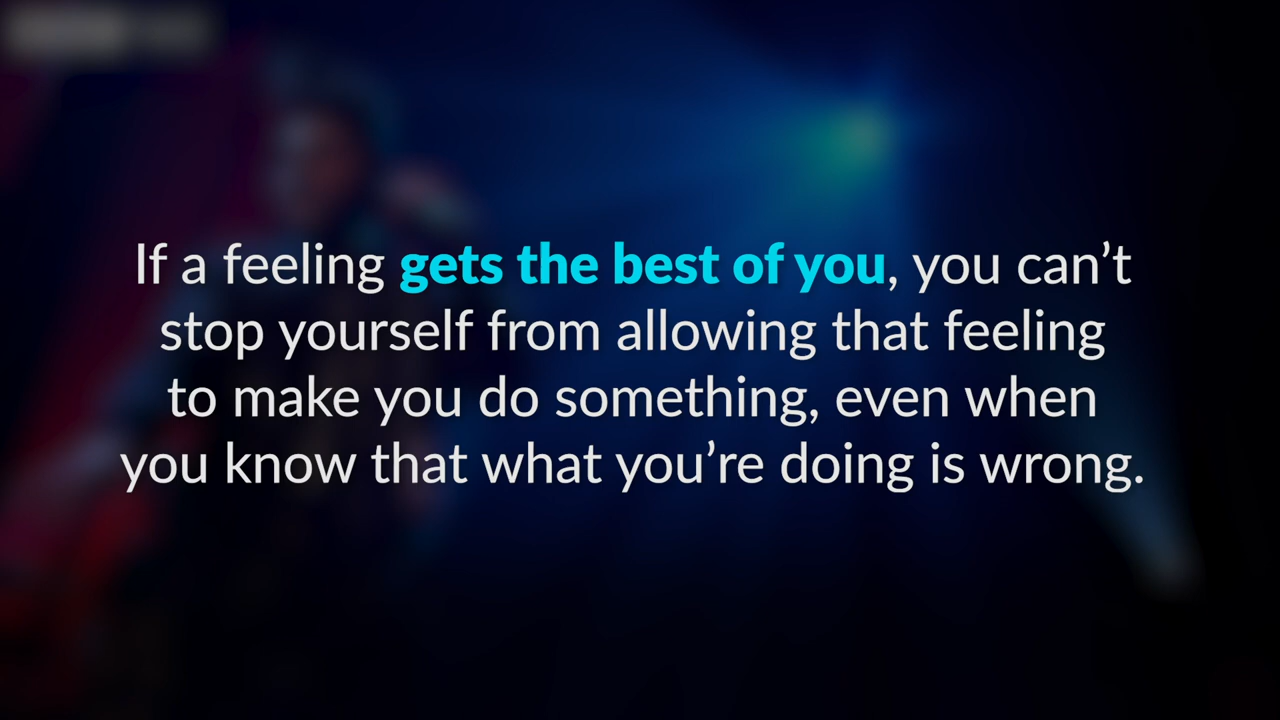 If a feeling gets the best of you, you can’t
stop yourself from allowing that feeling
to make you do something, even when
you know that what you’re doing is wrong.